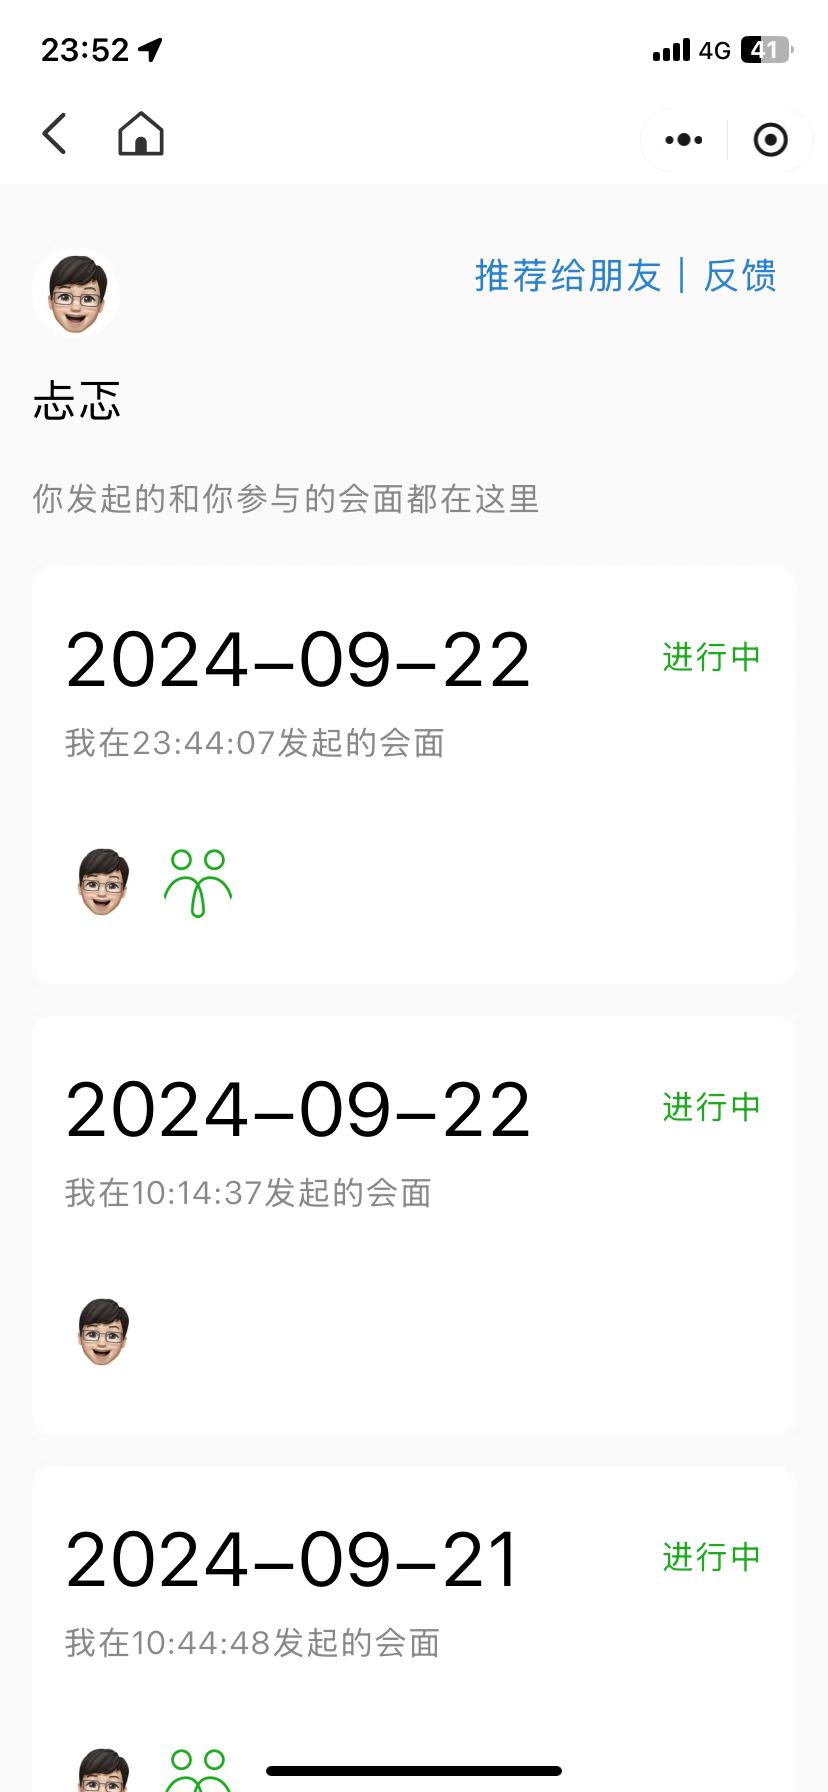 23:52 4G 41
推荐给朋友 | 反馈
忐忑
你发起的和你参与的会面都在这里
2024-09-22 进行中
我在23:44:07发起的会面
2024-09-22 进行中
我在10:14:37发起的会面
2024-09-21 进行中
我在10:44:48发起的会面